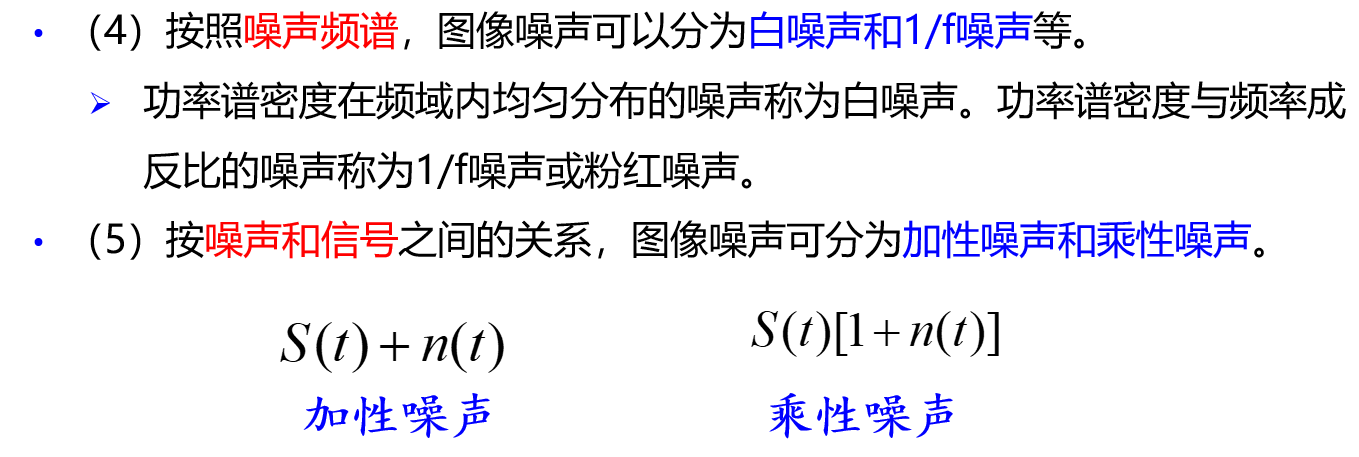 • （4）按照噪声频谱，图像噪声可以分为白噪声和1/f噪声等。
➢ 功率谱密度在频域内均匀分布的噪声称为白噪声。功率谱密度与频率成
反比的噪声称为1/f噪声或粉红噪声。
• （5）按噪声和信号之间的关系，图像噪声可分为加性噪声和乘性噪声。
S(t)+n(t) S(t)[1+n(t)]
加性噪声 乘性噪声